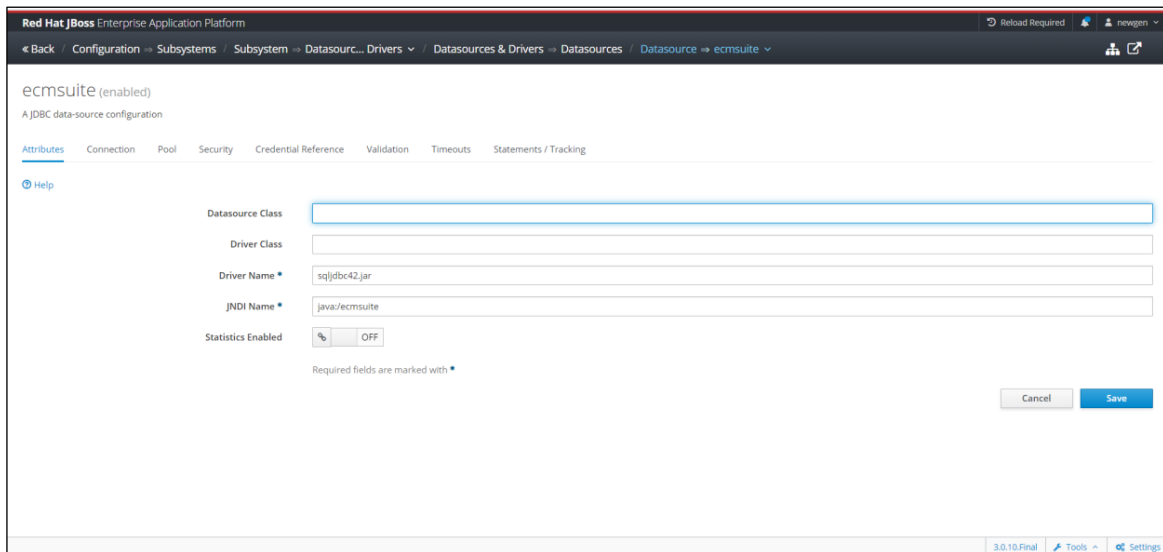 Red Hat JBoss Enterprise Application Platform Reload Required newgen
« Back / Configuration ⇒ Subsystems / Subsystem ⇒ Datasourc... Drivers / Datasources & Drivers ⇒ Datasources / Datasource ⇒ ecmsuite
ecmsuite (enabled)
A JDBC data-source configuration
Attributes Connection Pool Security Credential Reference Validation Timeouts Statements / Tracking
Help
Datasource Class
Driver Class
Driver Name * sqljdbc42.jar
JNDI Name * java:/ecmsuite
Statistics Enabled OFF
Required fields are marked with *
Cancel Save
3.0.10.Final Tools Settings